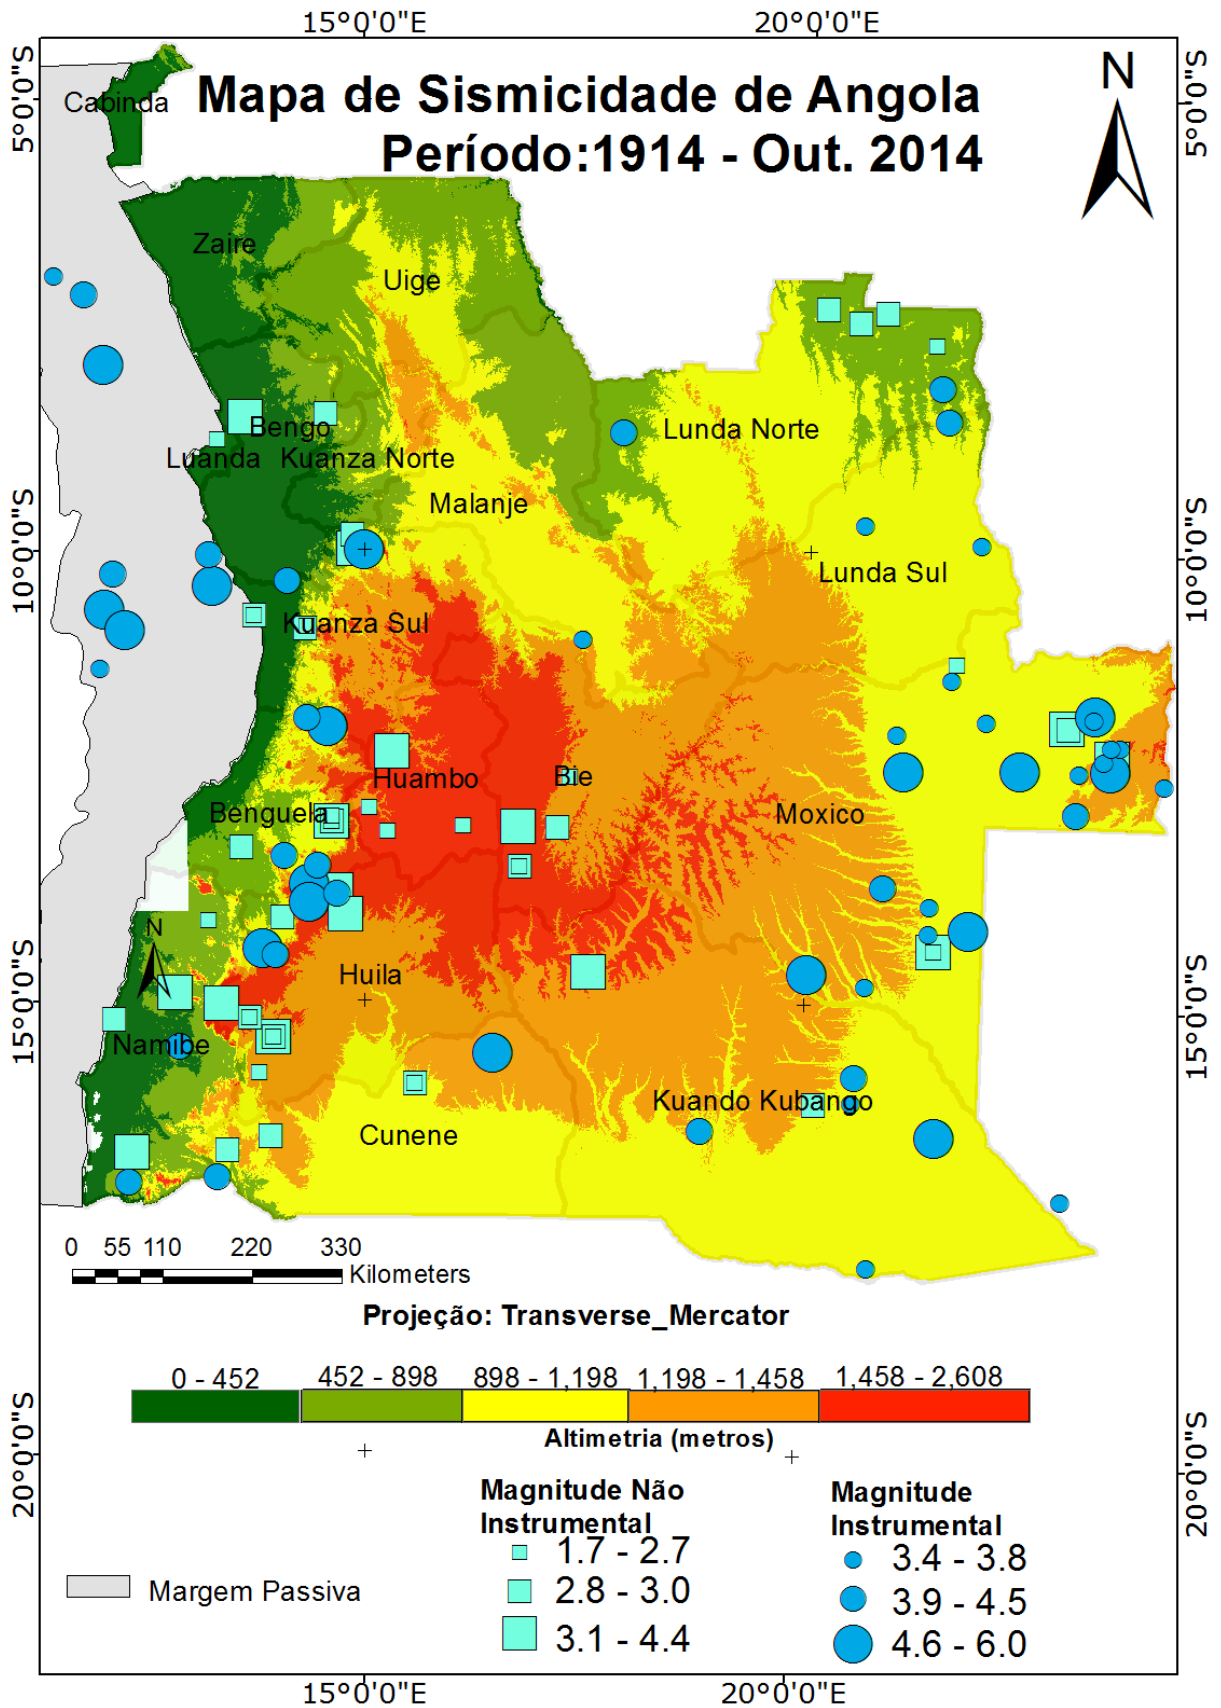 15°0'0"E
20°0'0"E
5°0'0"S
5°0'0"S
Mapa de Sismicidade de Angola
Período:1914 - Out. 2014
N
Cabinda
Zaire
Uige
Bengo
Lunda Norte
Luanda
Kuanza Norte
Malanje
10°0'0"S
10°0'0"S
Lunda Sul
Kuanza Sul
Huambo
Bie
Benguela
Moxico
N
Huila
15°0'0"S
15°0'0"S
Namibe
Kuando Kubango
Cunene
0 55 110 220 330
Kilometers
Projeção: Transverse_Mercator
0 - 452
452 - 898
898 - 1,198
1,198 - 1,458
1,458 - 2,608
Altimetria (metros)
20°0'0"S
20°0'0"S
Magnitude Não
Instrumental
1.7 - 2.7
2.8 - 3.0
3.1 - 4.4
Magnitude
Instrumental
3.4 - 3.8
3.9 - 4.5
4.6 - 6.0
Margem Passiva
15°0'0"E
20°0'0"E